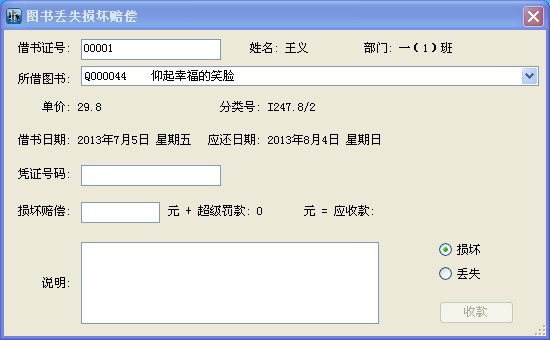 图书丢失损坏赔偿
借书证号: 00001 姓名: 王义 部门: 一(1)班
所借图书: Q000044 仰起幸福的笑脸
单价: 29.8 分类号: I247.8/2
借书日期: 2013年7月5日 星期五 应还日期: 2013年8月4日 星期日
凭证号码:
损坏赔偿: 元 + 超级罚款: 0 元 = 应收款:
损坏
丢失
说明:
收款